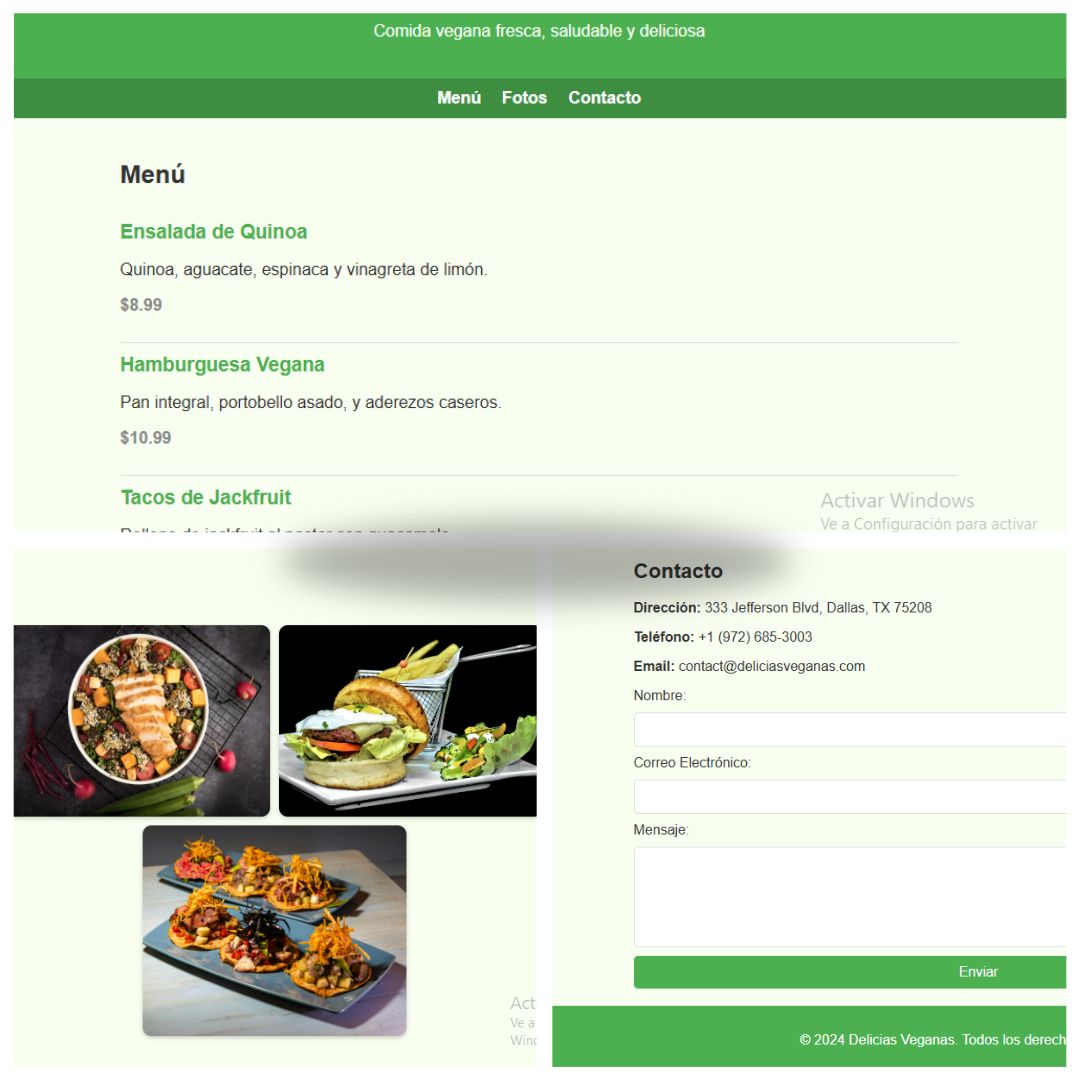 Comida vegana fresca, saludable y deliciosa
Menú Fotos Contacto
Menú
Ensalada de Quinoa
Quinoa, aguacate, espinaca y vinagreta de limón.
$8.99
Hamburguesa Vegana
Pan integral, portobello asado, y aderezos caseros.
$10.99
Tacos de Jackfruit
Activar Windows
Ve a Configuración para activar
Act
Ve a
Wind
Contacto
Dirección: 333 Jefferson Blvd, Dallas, TX 75208
Teléfono: +1 (972) 685-3003
Email: contact@deliciasveganas.com
Nombre:
Correo Electrónico:
Mensaje:
Enviar
© 2024 Delicias Veganas. Todos los derech